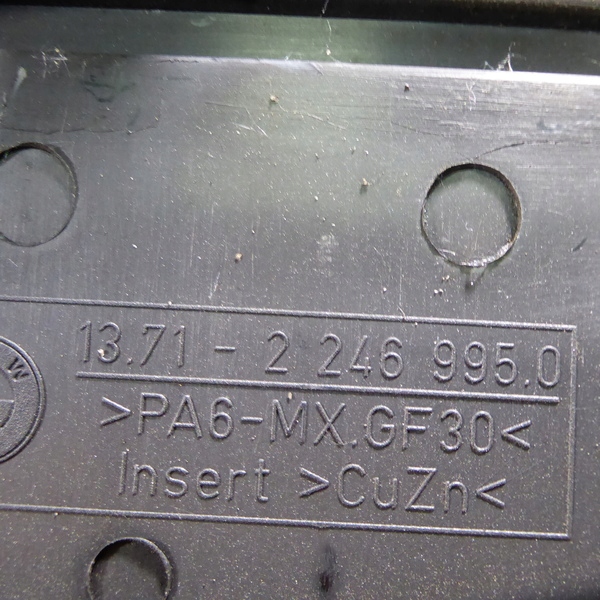 13.71 - 2 246 995.0
>PA6-MX.GF30<
Insert >CuZn<
W